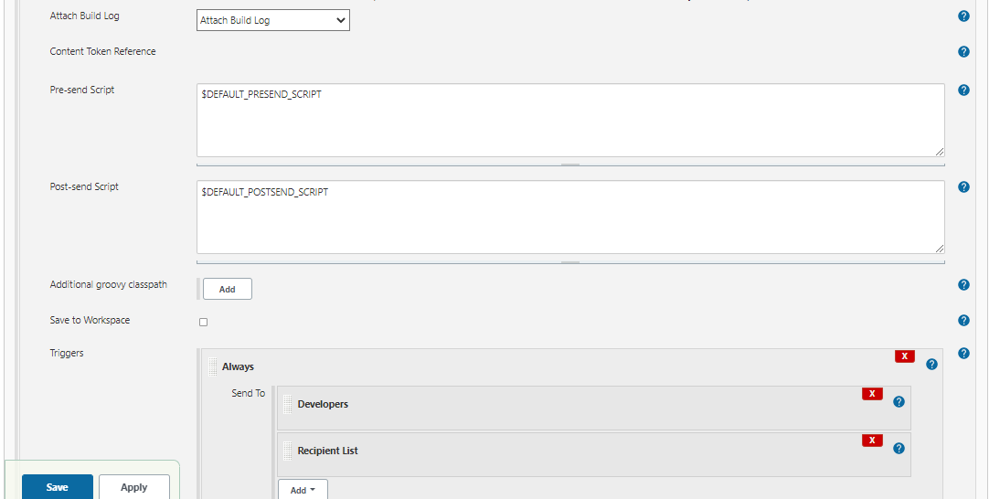 Attach Build Log
Attach Build Log
?
Content Token Reference
?
Pre-send Script
$DEFAULT_PRESEND_SCRIPT
?
Post-send Script
$DEFAULT_POSTSEND_SCRIPT
?
Additional groovy classpath
Add
?
Save to Workspace
?
Triggers
X
?
Always
?
Send To
Developers
X
?
Recipient List
X
?
Add
Save
Apply